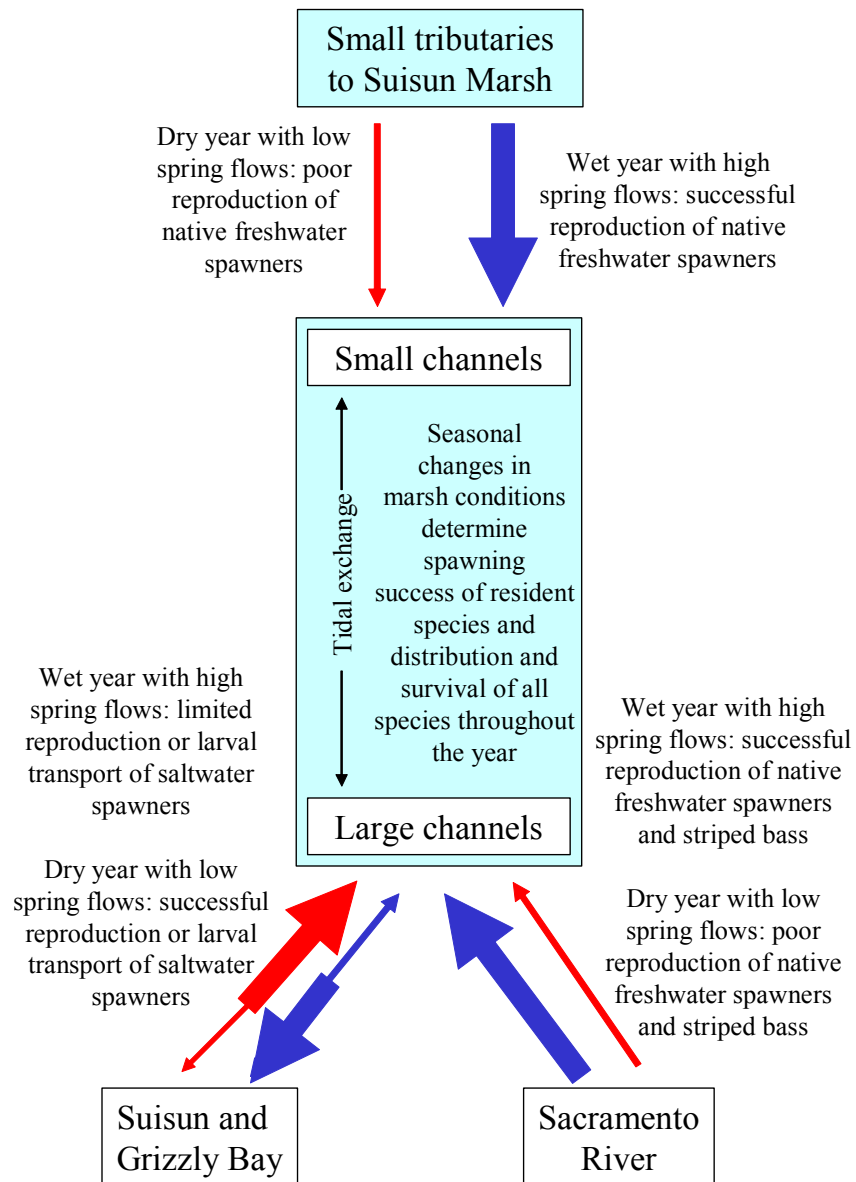 Small tributaries
to Suisun Marsh
Dry year with low
spring flows: poor
reproduction of
native freshwater
spawners
Wet year with high
spring flows: successful
reproduction of native
freshwater spawners
Small channels
Tidal exchange
Seasonal
changes in
marsh conditions
determine
spawning
success of resident
species and
distribution and
survival of all
species throughout
the year
Large channels
Wet year with high
spring flows: limited
reproduction or larval
transport of saltwater
spawners
Dry year with low
spring flows: successful
reproduction or larval
transport of saltwater
spawners
Wet year with high
spring flows: successful
reproduction of native
freshwater spawners
and striped bass
Dry year with low
spring flows: poor
reproduction of native
freshwater spawners
and striped bass
Suisun and
Grizzly Bay
Sacramento
River